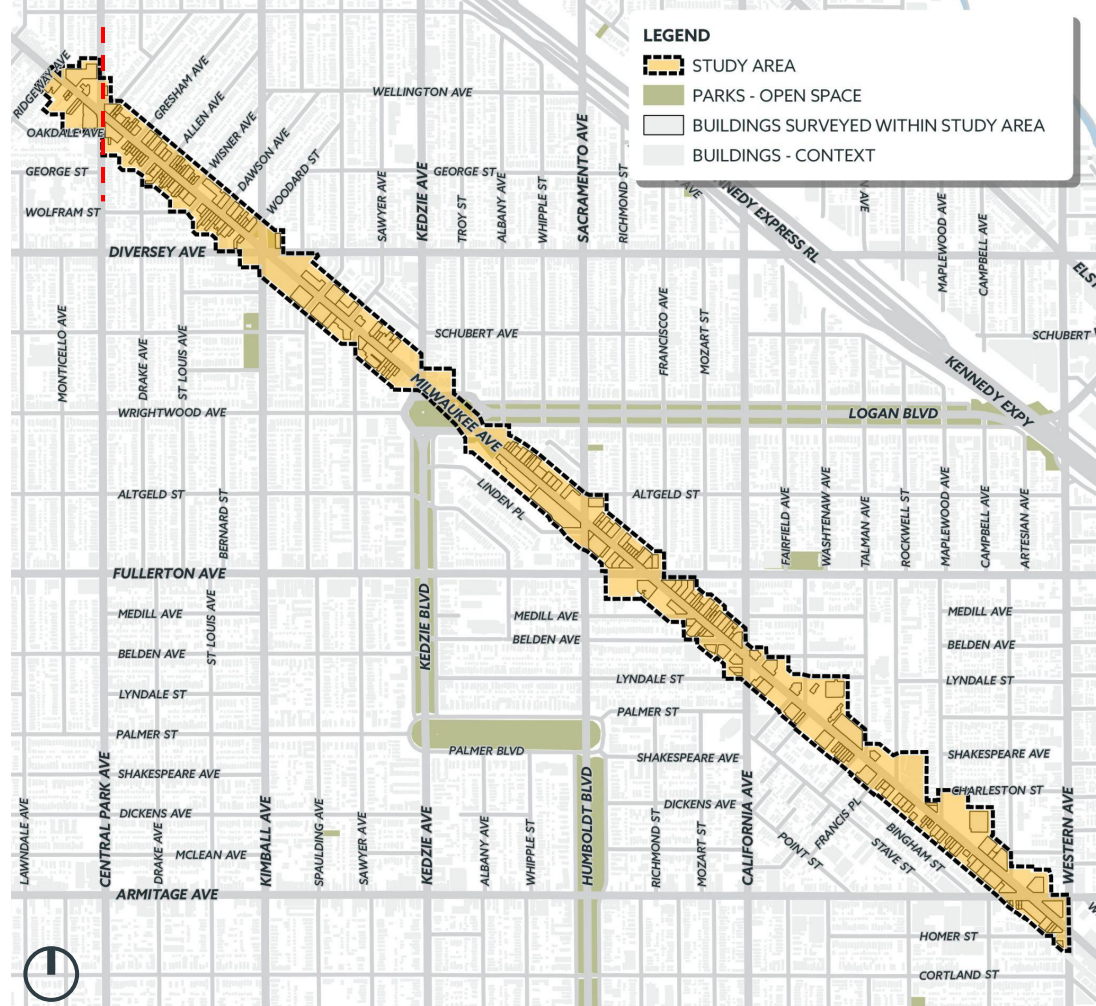 LEGEND
STUDY AREA
PARKS - OPEN SPACE
BUILDINGS SURVEYED WITHIN STUDY AREA
BUILDINGS - CONTEXT
RIDGEWAY AVE
OAKDALE AVE
GEORGE ST
WOLFRAM ST
DIVERSEY AVE
GRESHAM AVE
ALLEN AVE
WISNER AVE
DAWSON AVE
WOODARD ST
WELLINGTON AVE
GEORGE ST
SAWYER AVE
KEDZIE AVE
TROY ST
ALBANY AVE
WHIPPLE ST
SACRAMENTO AVE
RICHMOND ST
AVE
NNEDY EXPRESS RL
AVE
MAPLEWOOD AVE
CAMPBELL AVE
ELST
MONTICELLO AVE
DRAKE AVE
ST LOUIS AVE
SCHUBERT AVE
FRANCISCO AVE
MOZART ST
SCHUBERT
KENNEDY EXPY
WRIGHTWOOD AVE
MILWAUKEE AVE
LOGAN BLVD
ALTGELD ST
BERNARD ST
LINDEN PL
ALTGELD ST
FAIRFIELD AVE
WASHTENAW AVE
TALMAN AVE
ROCKWELL ST
MAPLEWOOD AVE
CAMPBELL AVE
ARTESIAN AVE
FULLERTON AVE
MEDILL AVE
ST LOUIS AVE
BELDEN AVE
LYNDALE ST
PALMER ST
KEDZIE BLVD
MEDILL AVE
BELDEN AVE
LYNDALE ST
PALMER ST
PALMER BLVD
MEDILL AVE
BELDEN AVE
LYNDALE ST
SHAKESPEARE AVE
SHAKESPEARE AVE
SHAKESPEARE AVE
CHARLESTON ST
DICKENS AVE
DICKENS AVE
LAWNDALE AVE
CENTRAL PARK AVE
DRAKE AVE
MCLEAN AVE
KIMBALL AVE
SPAULDING AVE
SAWYER AVE
KEDZIE AVE
ALBANY AVE
WHIPPLE ST
HUMBOLDT BLVD
RICHMOND ST
MOZART ST
CALIFORNIA AVE
POINT ST
FRANCIS PL
STAVE ST
BINGHAM ST
WESTERN AVE
ARMITAGE AVE
HOMER ST
CORTLAND ST
W